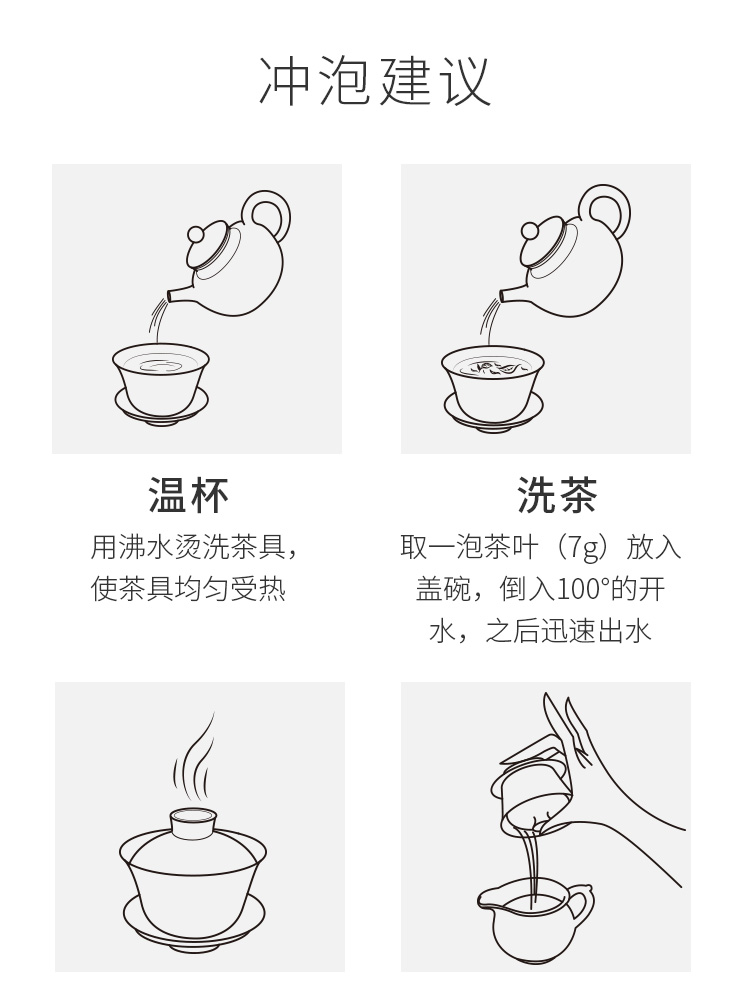 冲泡建议
温杯
用沸水烫洗茶具，
使茶具均匀受热
洗茶
取一泡茶叶（7g）放入
盖碗，倒入100°的开
水，之后迅速出水